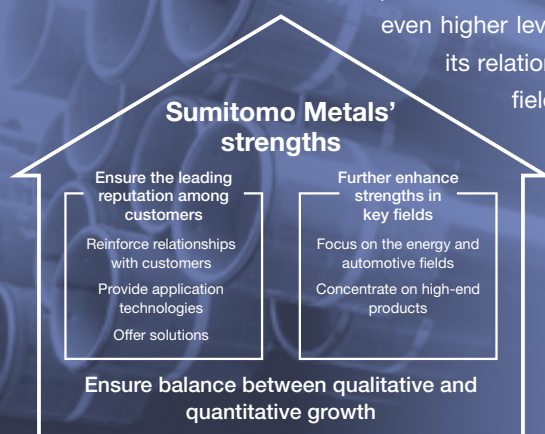 even higher lev
its relation
field
Sumitomo Metals’
strengths
Ensure the leading
reputation among
customers
Reinforce relationships
with customers
Provide application
technologies
Offer solutions
Further enhance
strengths in
key fields
Focus on the energy and
automotive fields
Concentrate on high-end
products
Ensure balance between qualitative and
quantitative growth